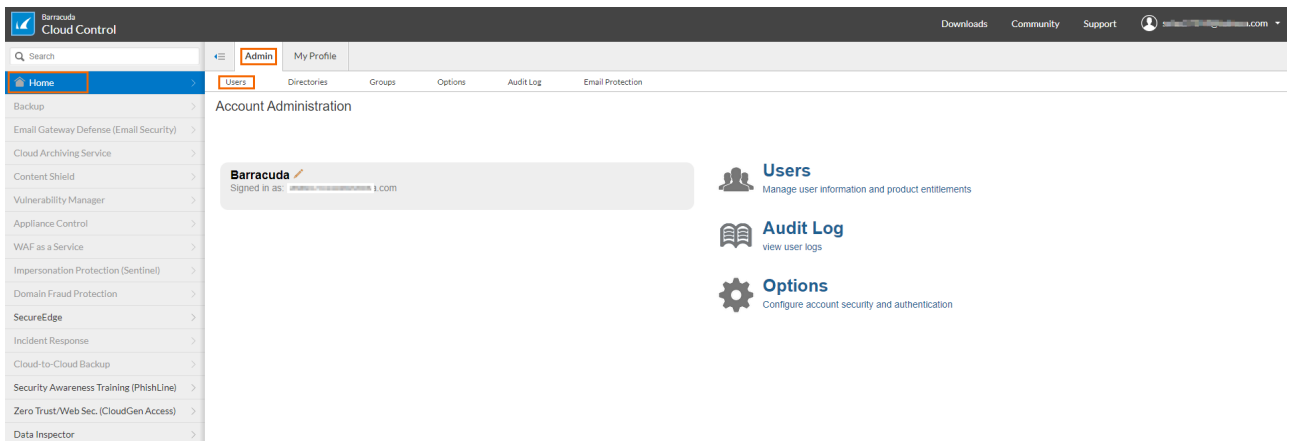 Barracuda
Cloud Control
Downloads Community Support .com
Search
Admin My Profile
Home
Users Directories Groups Options Audit Log Email Protection
Backup
Account Administration
Email Gateway Defense (Email Security)
Cloud Archiving Service
Content Shield
Vulnerability Manager
Appliance Control
WAF as a Service
Impersonation Protection (Sentinel)
Domain Fraud Protection
SecureEdge
Incident Response
Cloud-to-Cloud Backup
Security Awareness Training (PhishLine)
Zero Trust/Web Sec. (CloudGen Access)
Data Inspector
Barracuda
Signed in as: a.com
Users
Manage user information and product entitlements
Audit Log
view user logs
Options
Configure account security and authentication